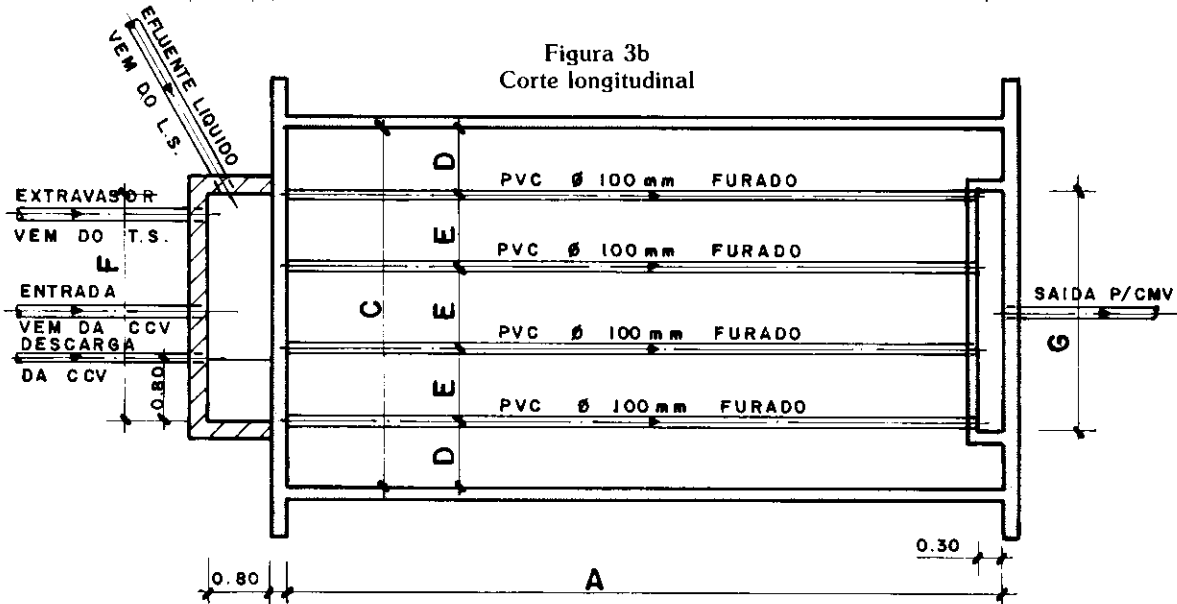 Figura 3b
Corte longitudinal
EFLUENTE LIQUIDO
VEM DO L.S.
EXTRAVASOR
VEM DO T.S.
F
ENTRADA
VEM DA CCV
DESCARGA
DA CCV
0.80
C
D
E
E
E
D
PVC Ø 100 mm FURADO
PVC Ø 100 mm FURADO
PVC Ø 100 mm FURADO
PVC Ø 100 mm FURADO
SAIDA P/CMV
G
0.30
0.80
A